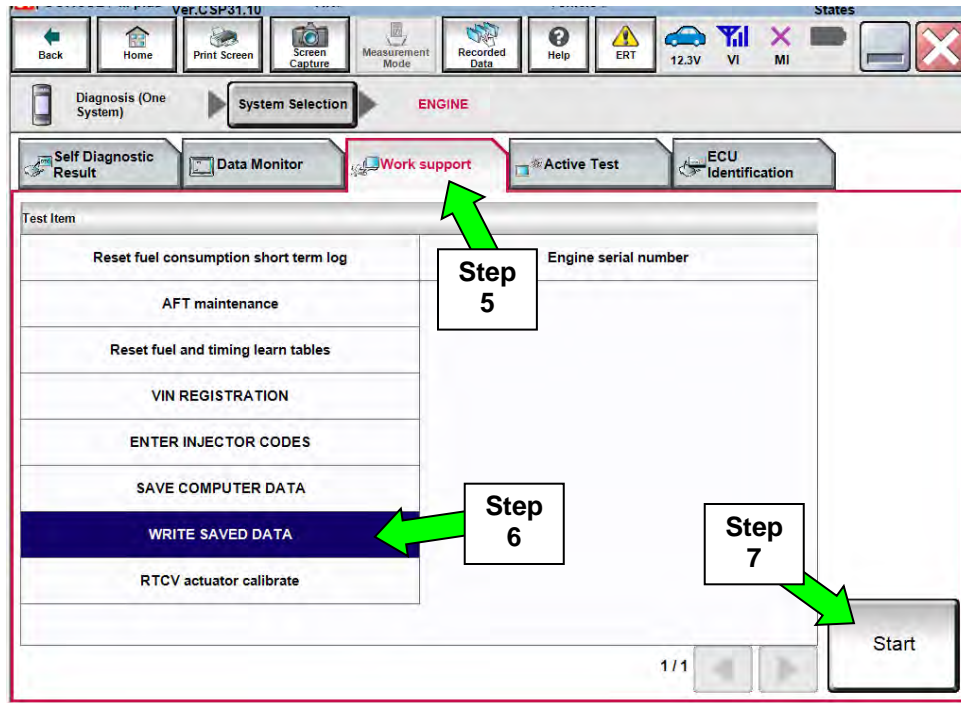 Ver.CSP31.10
States
Back
Home
Print Screen
Screen
Capture
Measurement
Mode
Recorded
Data
Help
ERT
12.3V
VI
MI
Diagnosis (One
System)
System Selection
ENGINE
Self Diagnostic
Result
Data Monitor
Work support
Active Test
ECU
Identification
Test Item
Reset fuel consumption short term log
Engine serial number
Step
5
AFT maintenance
Reset fuel and timing learn tables
VIN REGISTRATION
ENTER INJECTOR CODES
SAVE COMPUTER DATA
WRITE SAVED DATA
Step
6
Step
7
RTCV actuator calibrate
Start
1/1